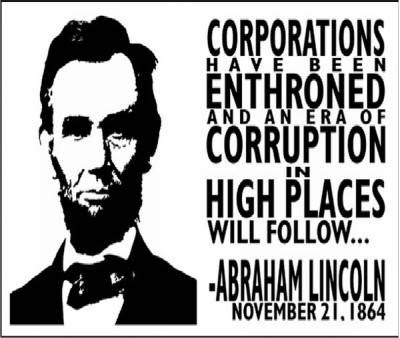 CORPORATIONS
HAVE BEEN
ENTHRONED
AND AN ERA OF
CORRUPTION
IN
HIGH PLACES
WILL FOLLOW...
-ABRAHAM LINCOLN
NOVEMBER 21, 1864